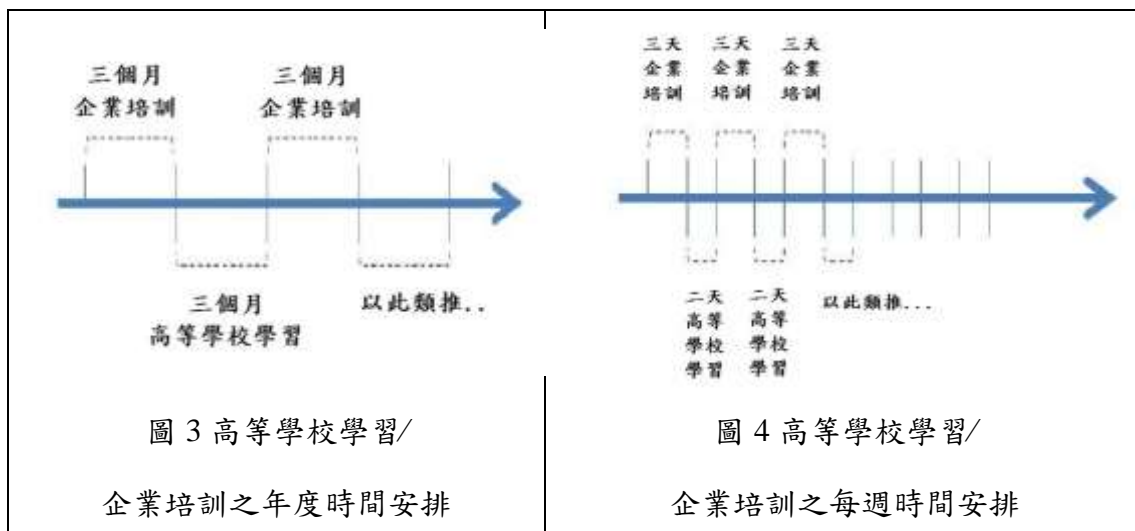 三個月
企業培訓
三個月
企業培訓
三個月
高等學校學習
以此類推..
圖 3 高等學校學習/
企業培訓之年度時間安排
三天
企業
培訓
三天
企業
培訓
三天
企業
培訓
二天
高等
學校
學習
二天
高等
學校
學習
以此類推...
圖 4 高等學校學習/
企業培訓之每週時間安排